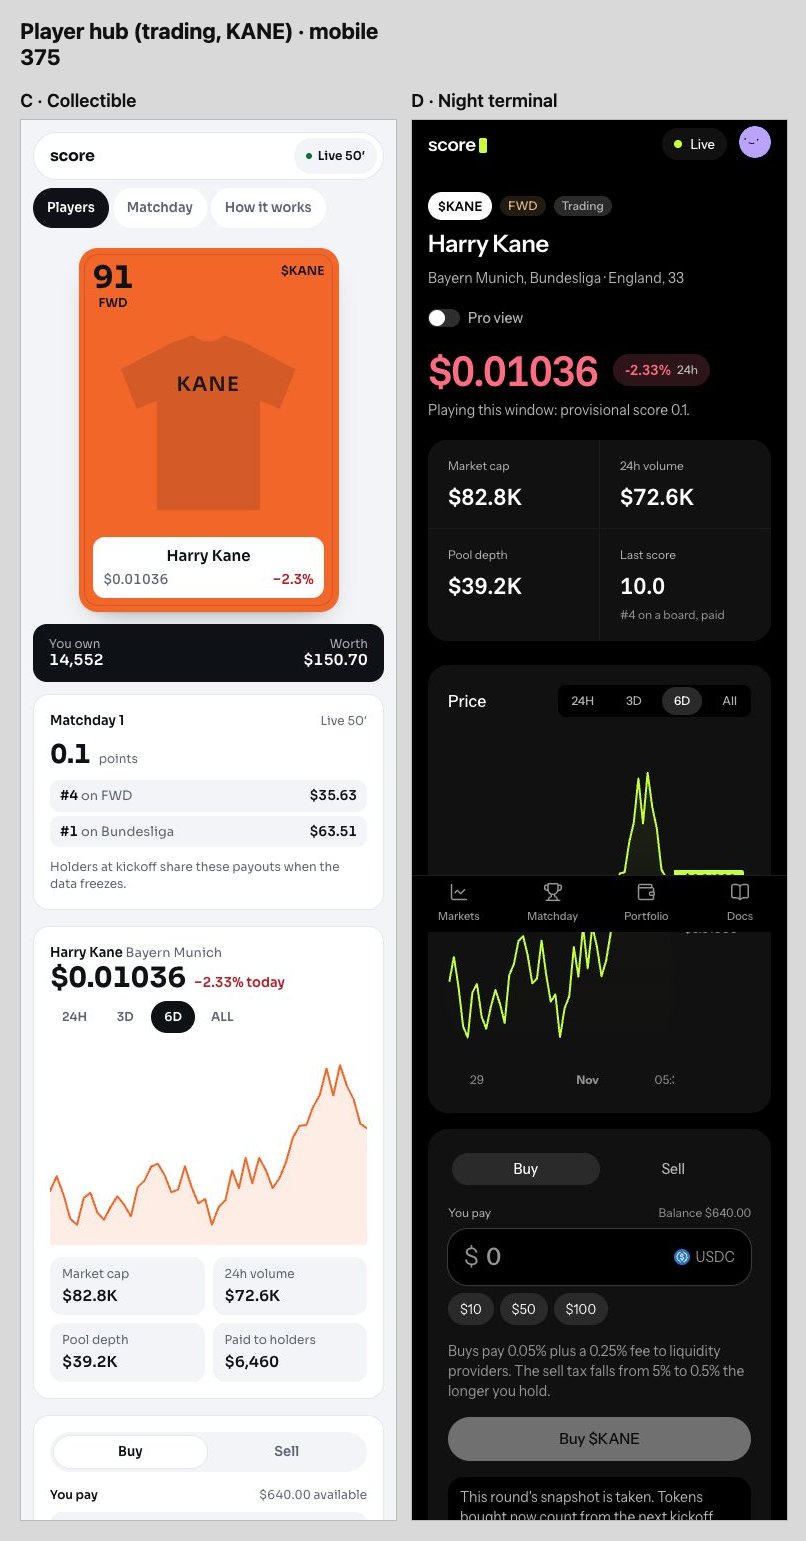 Player hub (trading, KANE) · mobile
375
C · Collectible
score
Live 50′
Players
Matchday
How it works
91
FWD
$KANE
KANE
Harry Kane
$0.01036
−2.3%
You own
Worth
14,552
$150.70
Matchday 1
Live 50′
0.1 points
#4 on FWD
$35.63
#1 on Bundesliga
$63.51
Holders at kickoff share these payouts when the
data freezes.
Harry Kane Bayern Munich
$0.01036 −2.33% today
24H
3D
6D
ALL
Market cap
$82.8K
24h volume
$72.6K
Pool depth
$39.2K
Paid to holders
$6,460
Buy
Sell
You pay
$640.00 available
D · Night terminal
score
Live
$KANE
FWD
Trading
Harry Kane
Bayern Munich, Bundesliga · England, 33
Pro view
$0.01036
-2.33% 24h
Playing this window: provisional score 0.1.
Market cap
$82.8K
24h volume
$72.6K
Pool depth
$39.2K
Last score
10.0
#4 on a board, paid
Price
24H
3D
6D
All
Markets
Matchday
Portfolio
Docs
29
Nov
Buy
Sell
You pay
Balance $640.00
$ 0
USDC
$10
$50
$100
Buys pay 0.05% plus a 0.25% fee to liquidity
providers. The sell tax falls from 5% to 0.5% the
longer you hold.
Buy $KANE
This round's snapshot is taken. Tokens
bought now count from the next kickoff